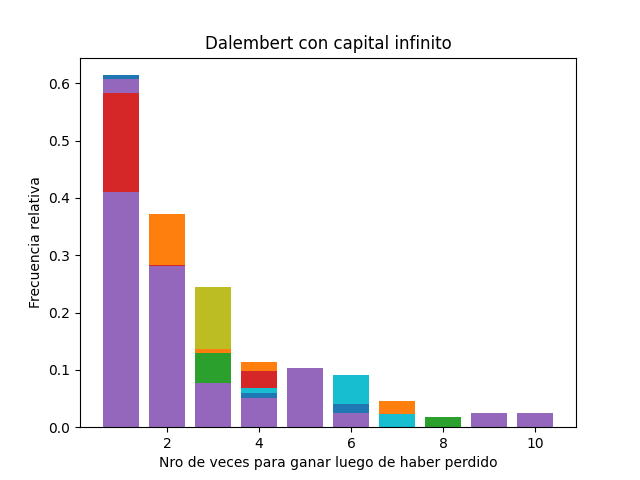 Dalembert con capital infinito
0.6
0.5
0.4
0.3
0.2
0.1
0.0
Frecuencia relativa
2 4 6 8 10
Nro de veces para ganar luego de haber perdido